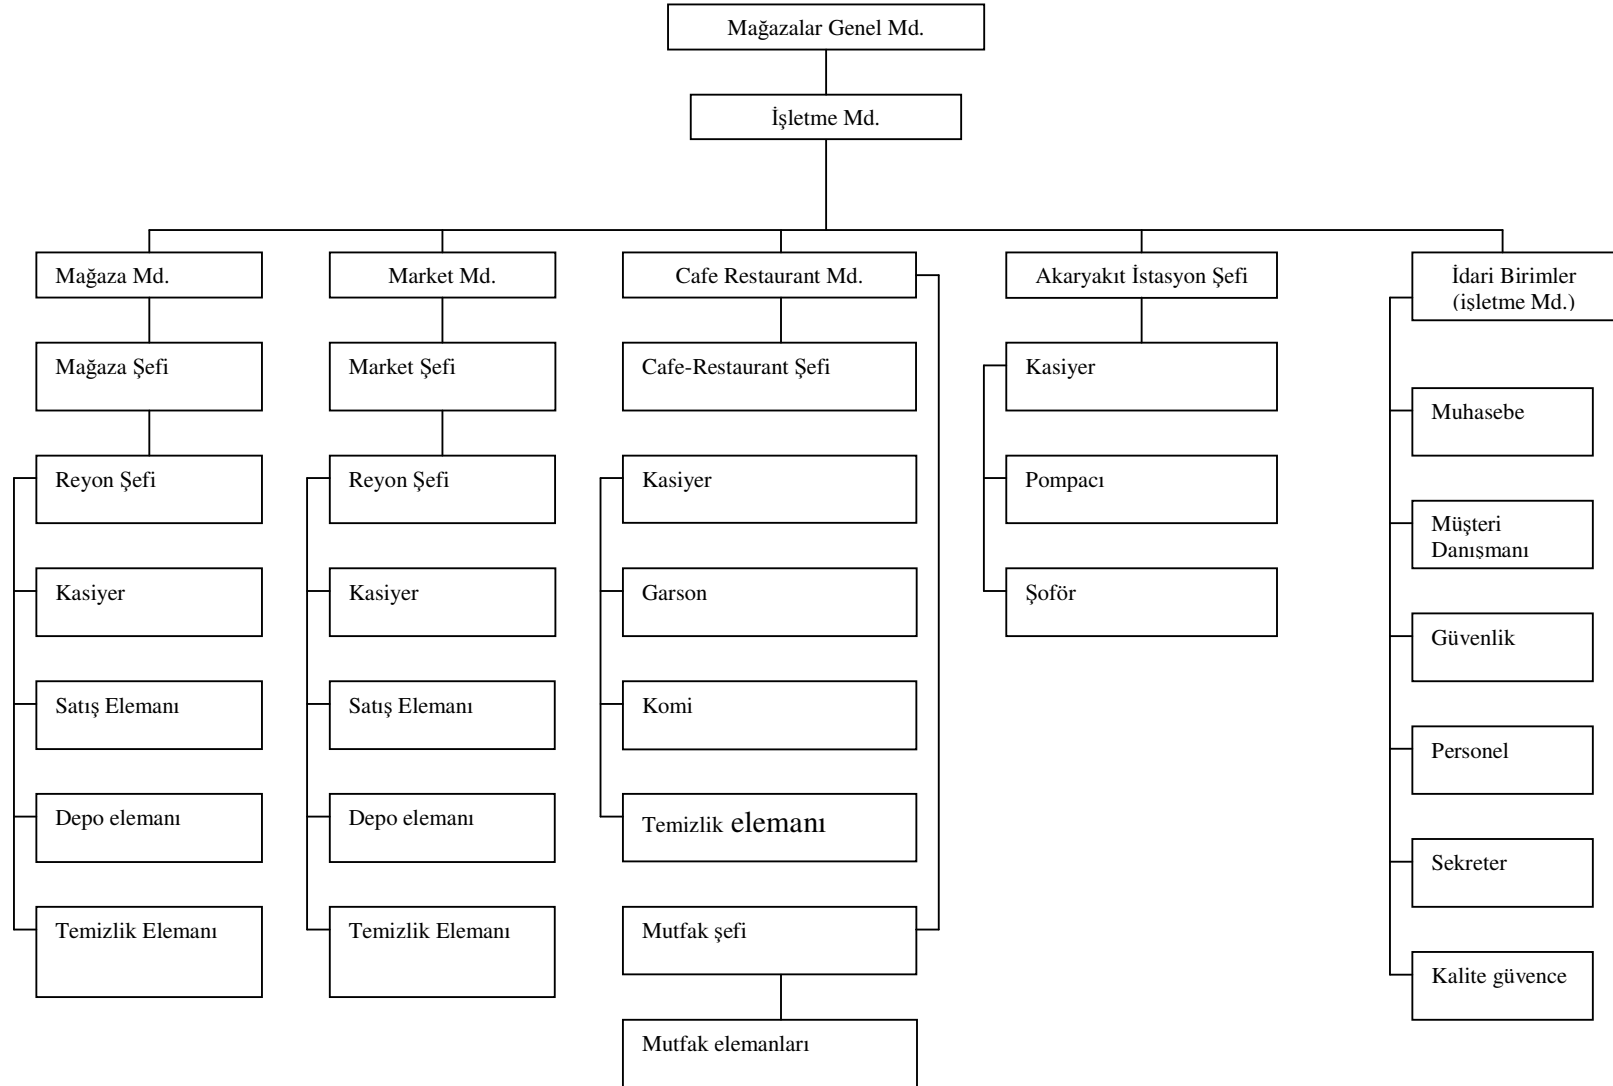 Mağazalar Genel Md.
İşletme Md.
Mağaza Md.
Market Md.
Cafe Restaurant Md.
Akaryakıt İstasyon Şefi
İdari Birimler
(işletme Md.)
Mağaza Şefi
Market Şefi
Cafe-Restaurant Şefi
Kasiyer
Muhasebe
Reyon Şefi
Reyon Şefi
Kasiyer
Pompacı
Müşteri
Danışmanı
Kasiyer
Kasiyer
Garson
Şoför
Güvenlik
Satış Elemanı
Satış Elemanı
Komi
Personel
Depo elemanı
Depo elemanı
Temizlik elemanı
Sekreter
Temizlik Elemanı
Temizlik Elemanı
Mutfak şefi
Kalite güvence
Mutfak elemanları